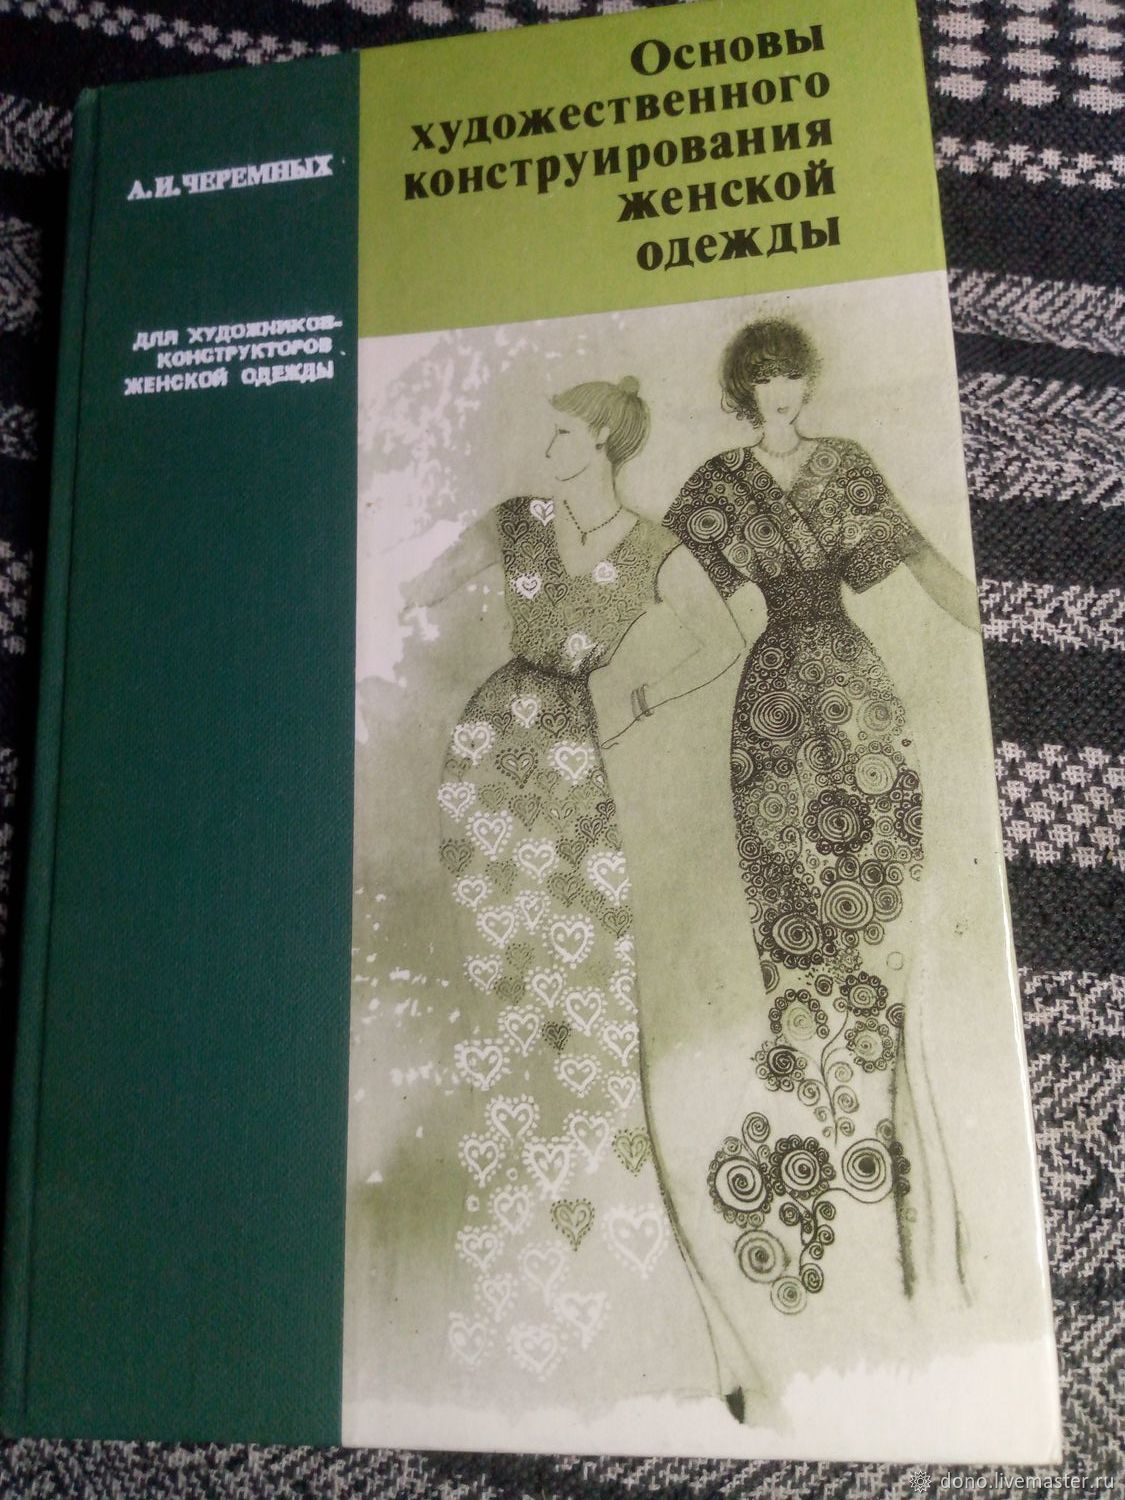 Основы
художественного
конструирования
женской
одежды
А.И.ЧЕРЕМНЫХ
ДЛЯ ХУДОЖНИКОВ-
КОНСТРУКТОРОВ
ЖЕНСКОЙ ОДЕЖДЫ
dono.livemaster.ru